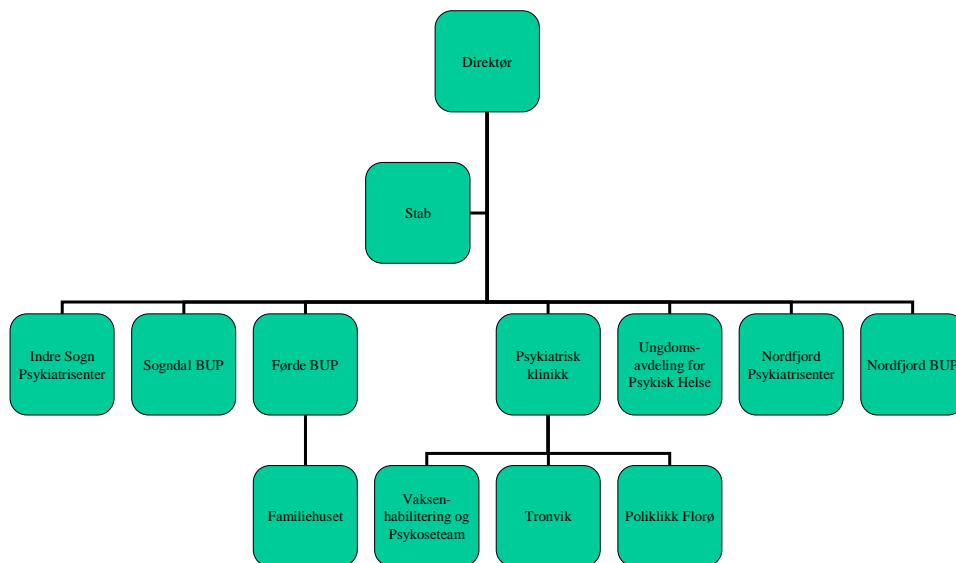 Direktør
Stab
Indre Sogn
Psykiatrisenter
Sogndal BUP
Førde BUP
Psykiatrisk
klinikk
Ungdoms-
avdeling for
Psykisk Helse
Nordfjord
Psykiatrisenter
Nordfjord BUP
Familiehuset
Vaksen-
habilitering og
Psykoseteam
Tronvik
Poliklikk Florø